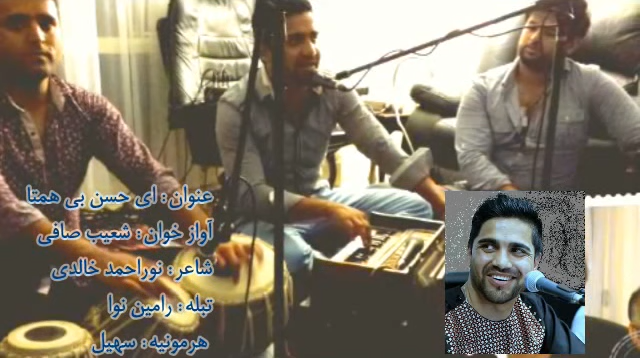 عنوان: ای حسن بی همتا
آواز خوان: شعیب صافی
شاعر: نوراحمد خالدی
تبله: رامین نوا
هرمونیه: سهیل